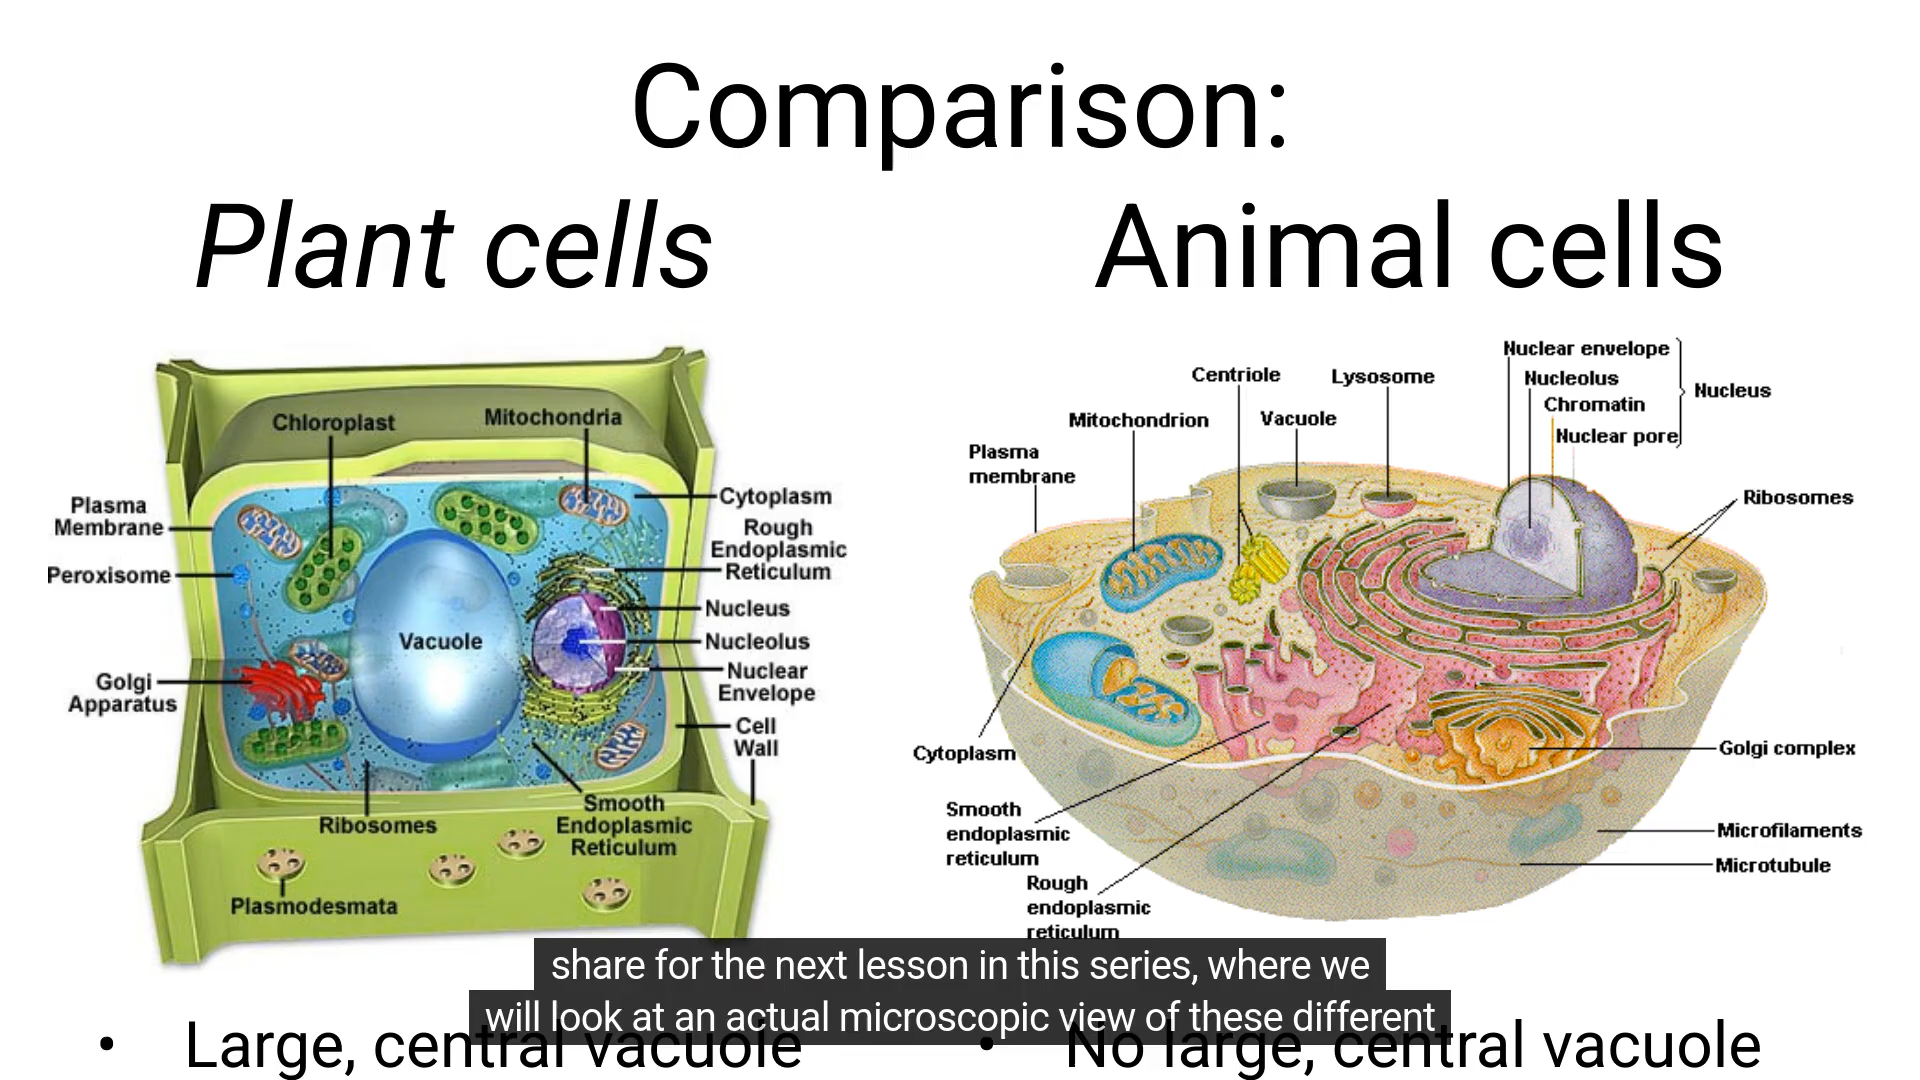 Comparison:
Plant cells
Animal cells
Chloroplast
Mitochondria
Plasma
Membrane
Cytoplasm
Rough
Endoplasmic
Reticulum
Peroxisome
Nucleus
Vacuole
Nucleolus
Nuclear
Envelope
Golgi
Apparatus
Cell
Wall
Ribosomes
Smooth
Endoplasmic
Reticulum
Plasmodesmata
Nuclear envelope
Nucleolus
Chromatin
Nuclear pore
Nucleus
Centriole
Lysosome
Mitochondrion
Vacuole
Plasma
membrane
Ribosomes
Cytoplasm
Golgi complex
Smooth
endoplasmic
reticulum
Microfilaments
Microtubule
Rough
endoplasmic
reticulum
share for the next lesson in this series, where we
will look at an actual microscopic view of these different
• Large, central vacuole
• No large, central vacuole